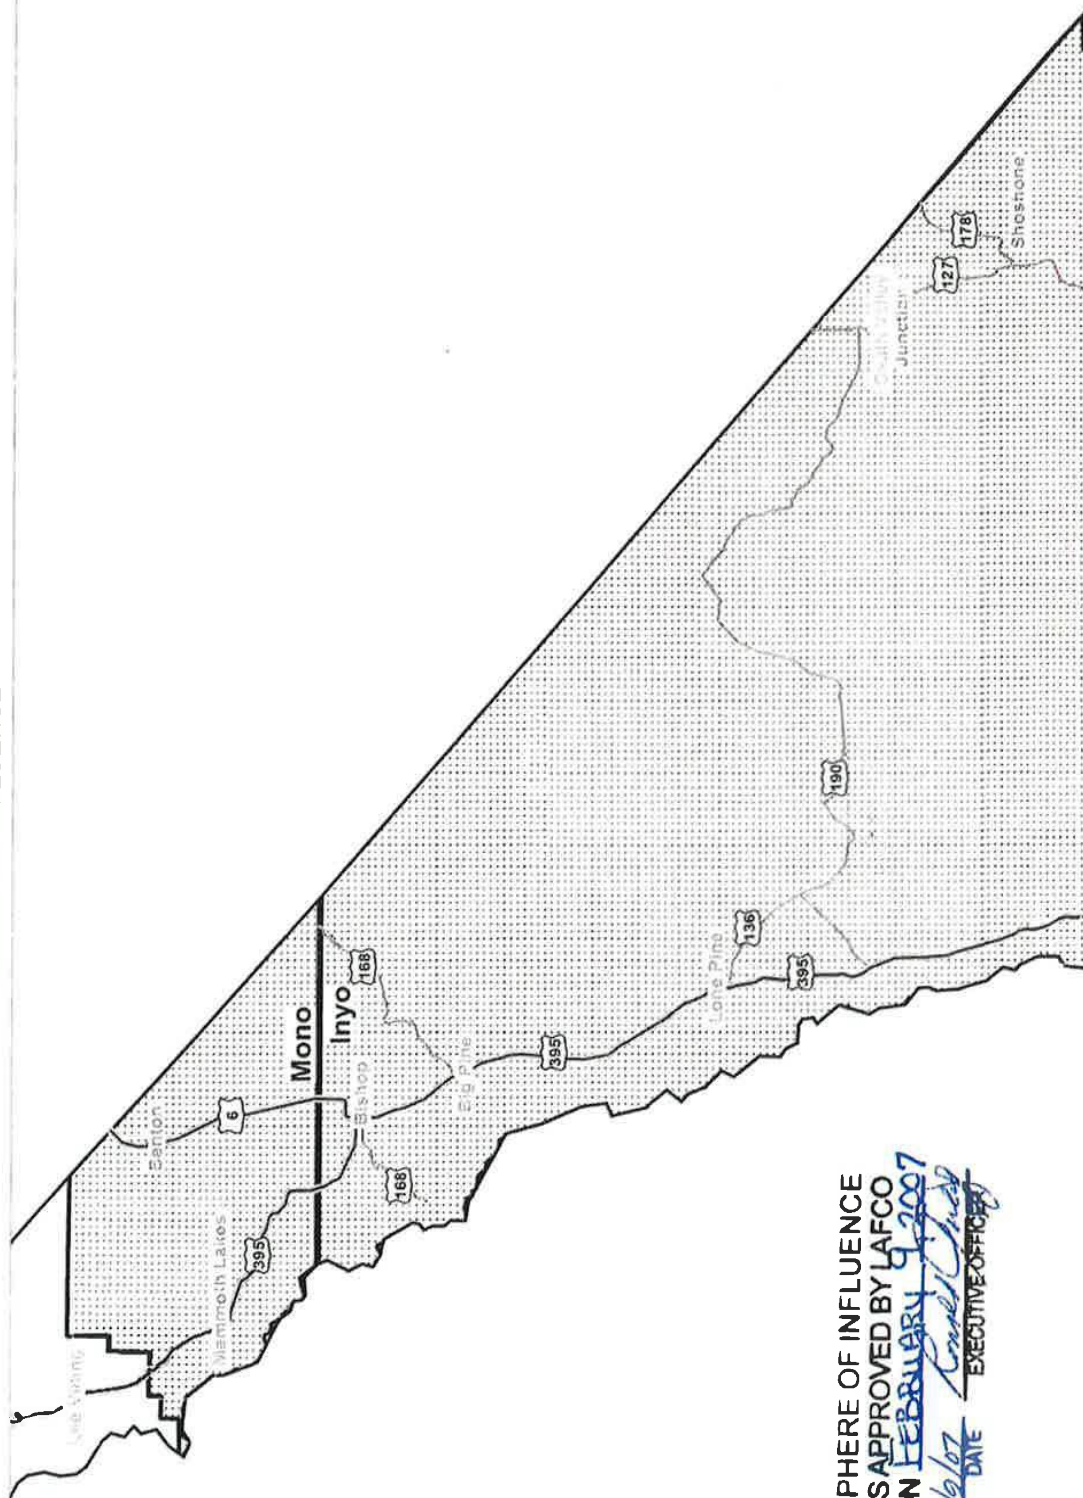 Lee Vining
Benton
6
Mammoth Lakes
395
Mono
Inyo
168
Bishop
168
Big Pine
395
Lone Pine
136
395
190
Junction
127
178
Shoshone
PHERE OF INFLUENCE
S APPROVED BY LAFCO
N FEBRUARY 9, 2007
DATE
EXECUTIVE OFFICER